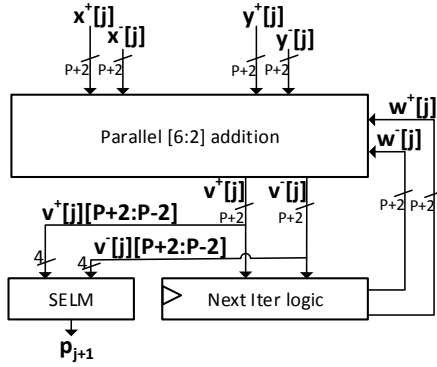 x⁺[j] y⁺[j]
x⁻[j] y⁻[j]
P+2 P+2 P+2 P+2
w⁺[j]
Parallel [6:2] addition
w⁻[j]
v⁺[j] v⁻[j]
P+2 P+2 P+2 P+2
v⁺[j][P+2:P-2]
v⁻[j][P+2:P-2]
4 4
SELM Next Iter logic
pⱼ₊₁